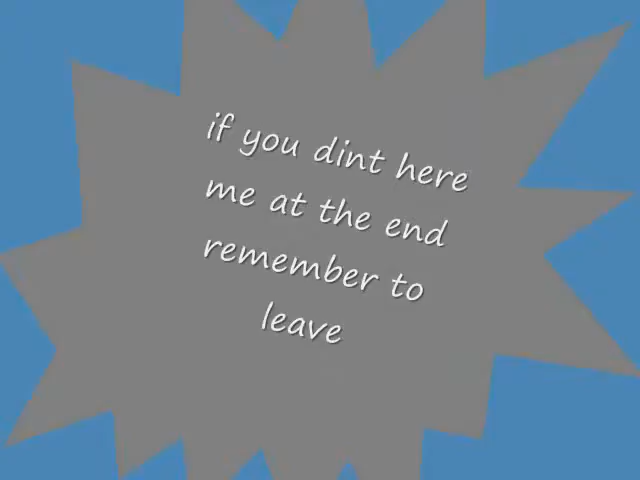 if you dint here
me at the end
remember to
leave